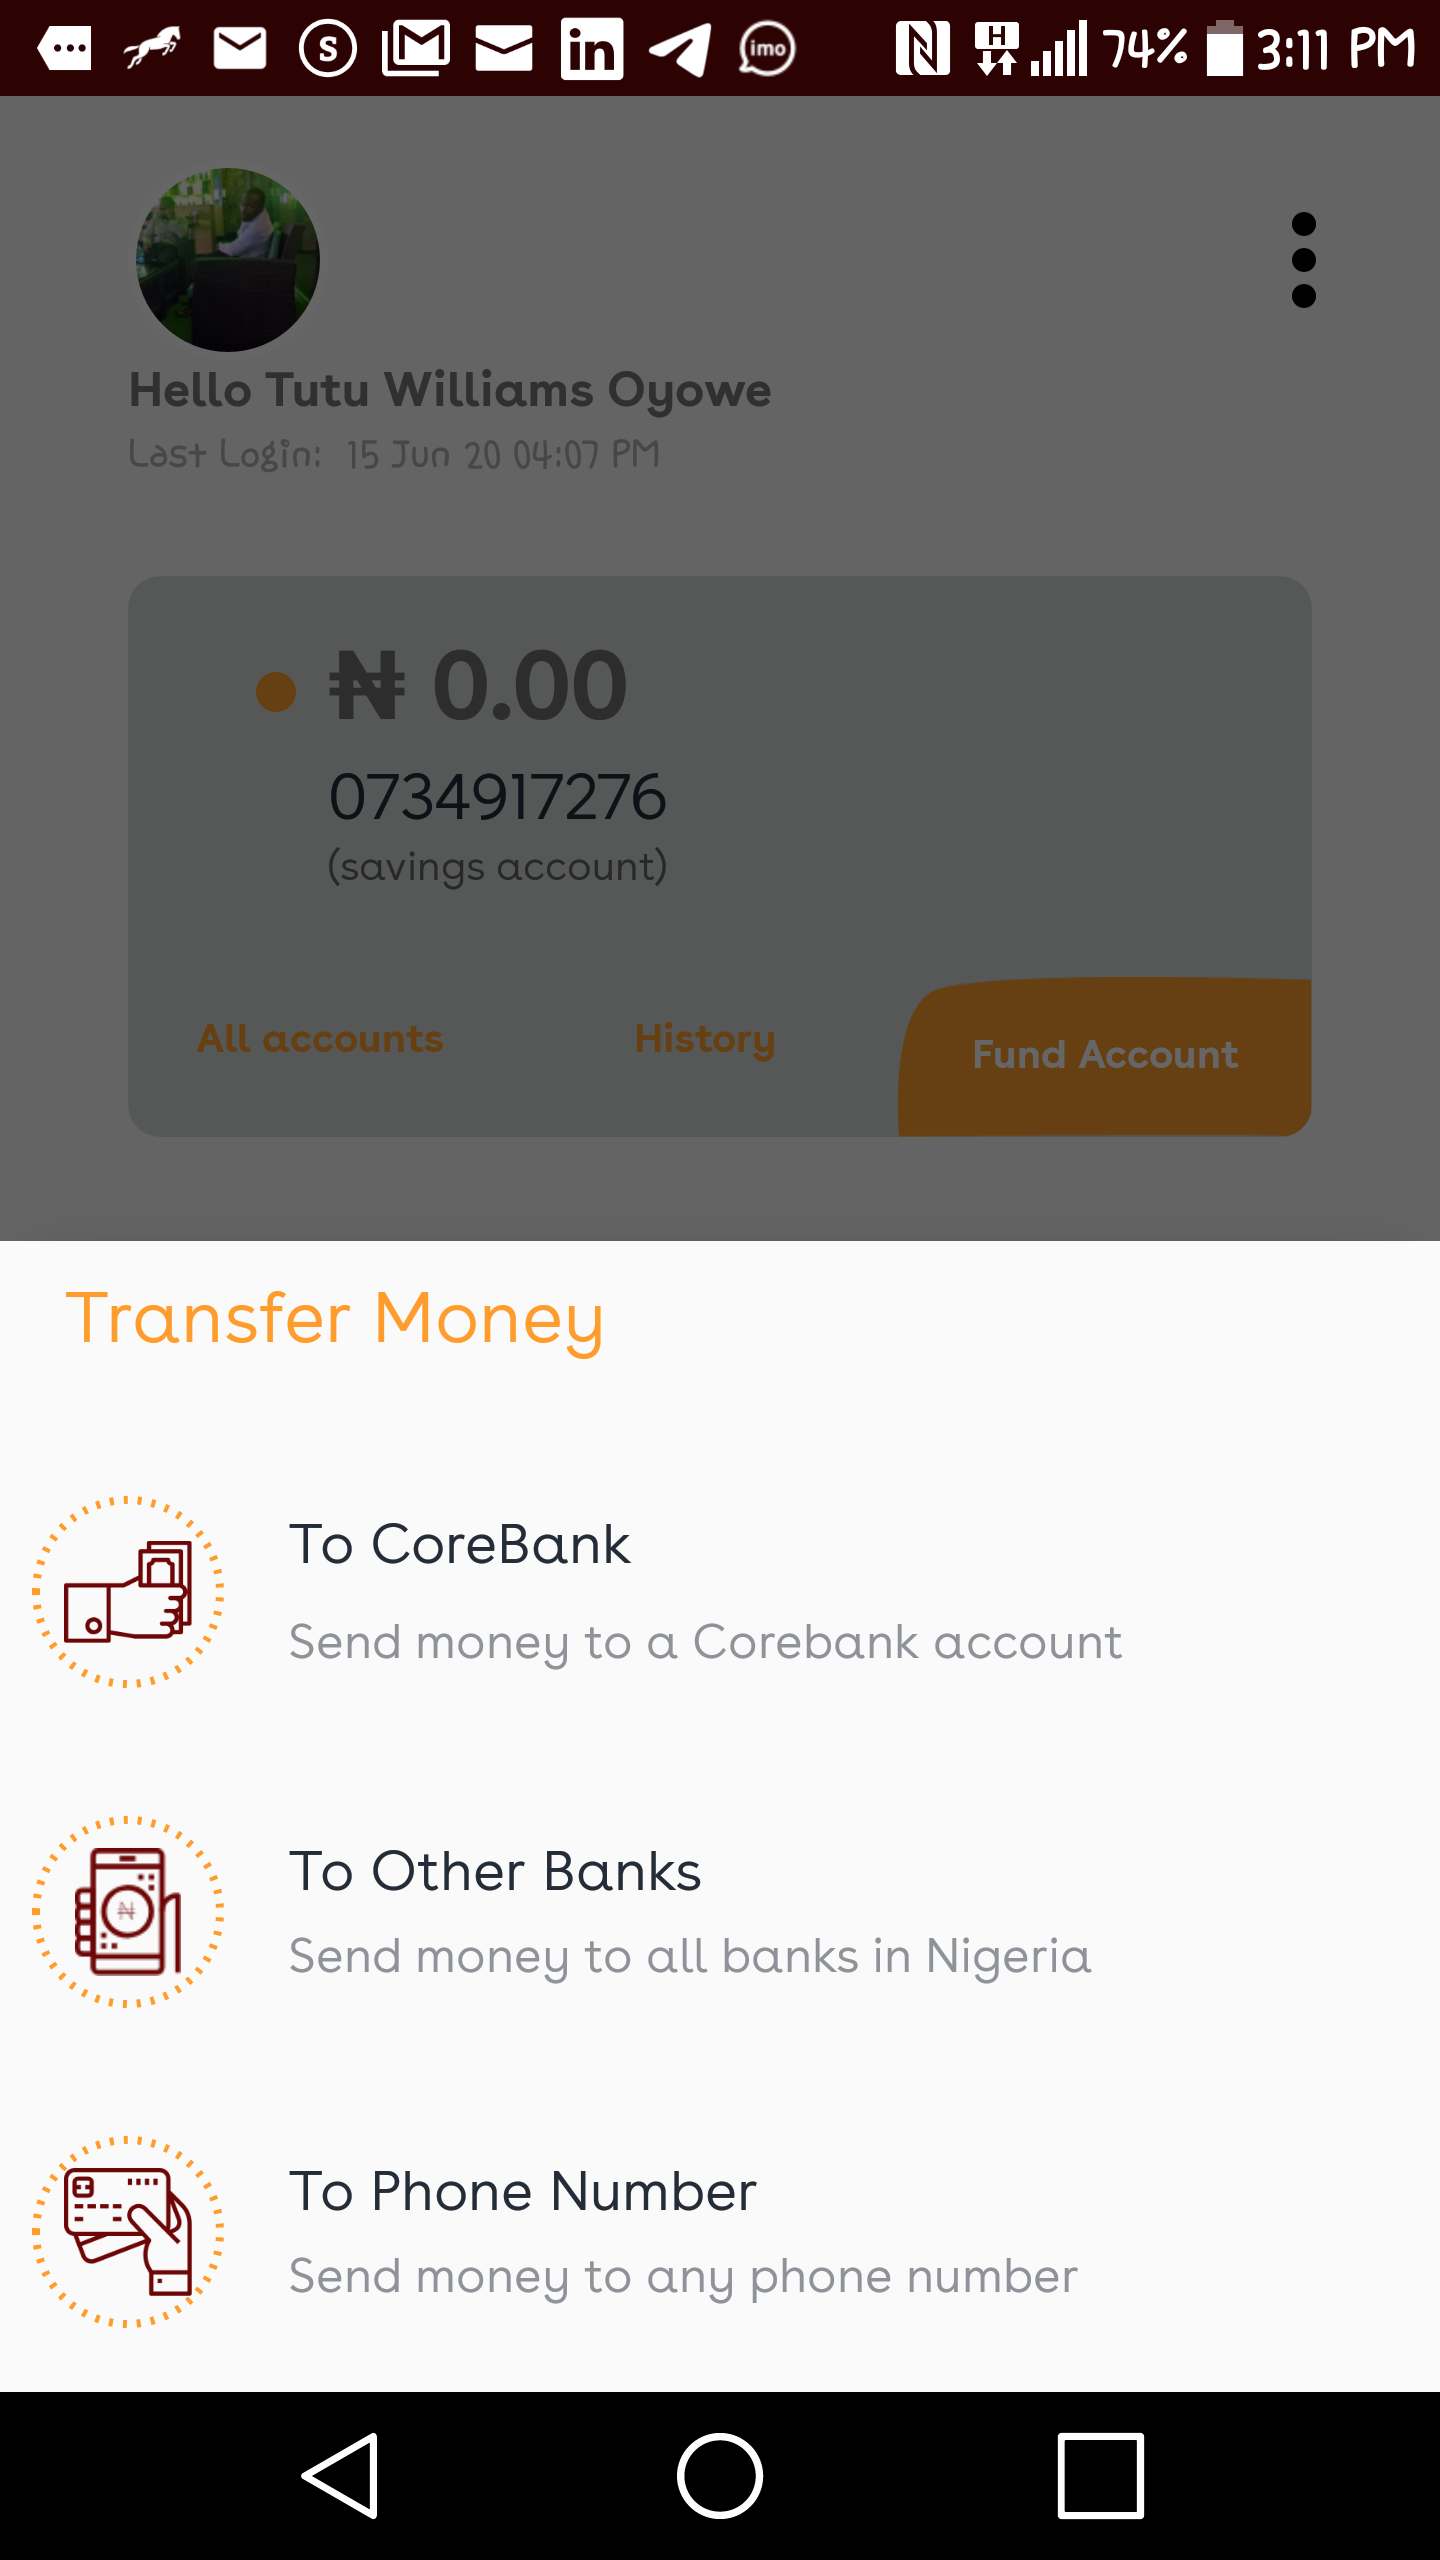 S imo H 74% 3:11 PM
Hello Tutu Williams Oyowe
Last Login: 15 Jun 20 04:07 PM
₦ 0.00
0734917276
(savings account)
All accounts History Fund Account
Transfer Money
To CoreBank
Send money to a Corebank account
To Other Banks
Send money to all banks in Nigeria
To Phone Number
Send money to any phone number